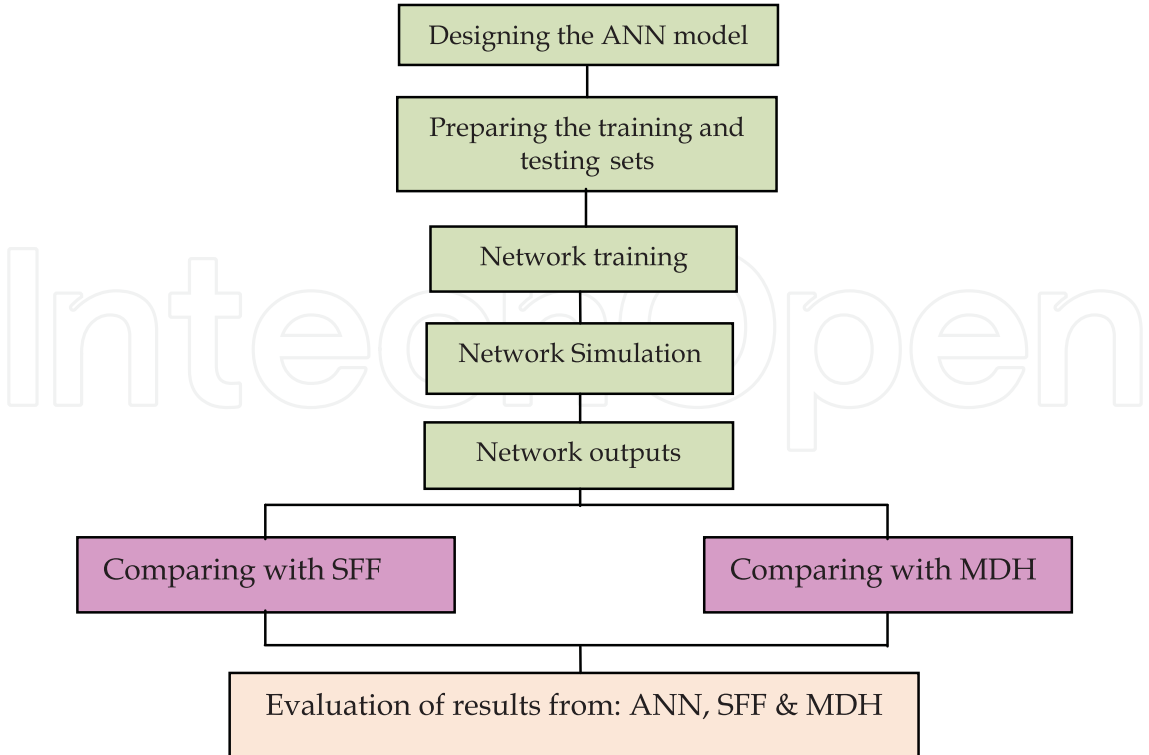 Designing the ANN model
Preparing the training and
testing sets
Network training
Network Simulation
Network outputs
Comparing with SFF
Comparing with MDH
Evaluation of results from: ANN, SFF & MDH
IntechOpen